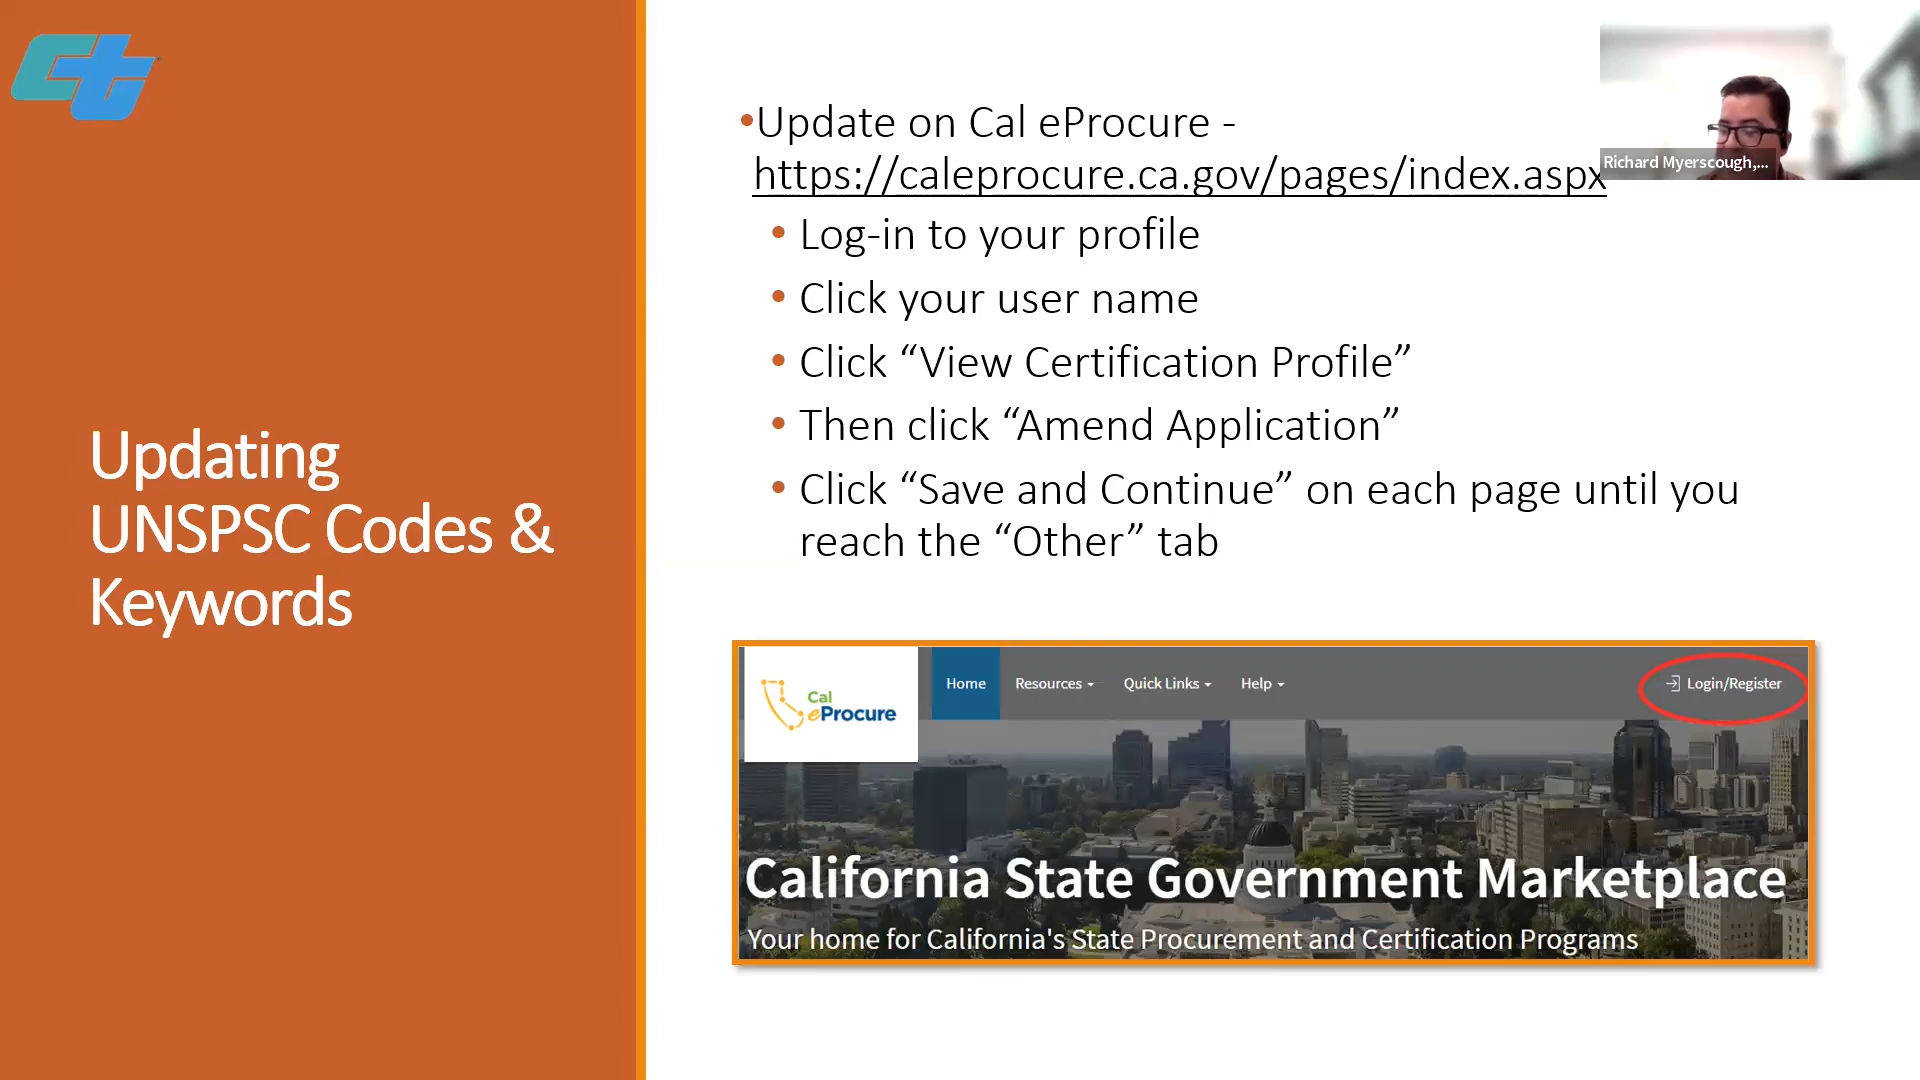 Updating
UNSPSC Codes &
Keywords
•Update on Cal eProcure -
https://caleprocure.ca.gov/pages/index.aspx
• Log-in to your profile
• Click your user name
• Click “View Certification Profile”
• Then click “Amend Application”
• Click “Save and Continue” on each page until you
reach the “Other” tab
Richard Myerscough,...
Cal
eProcure
Home Resources Quick Links Help Login/Register
California State Government Marketplace
Your home for California's State Procurement and Certification Programs